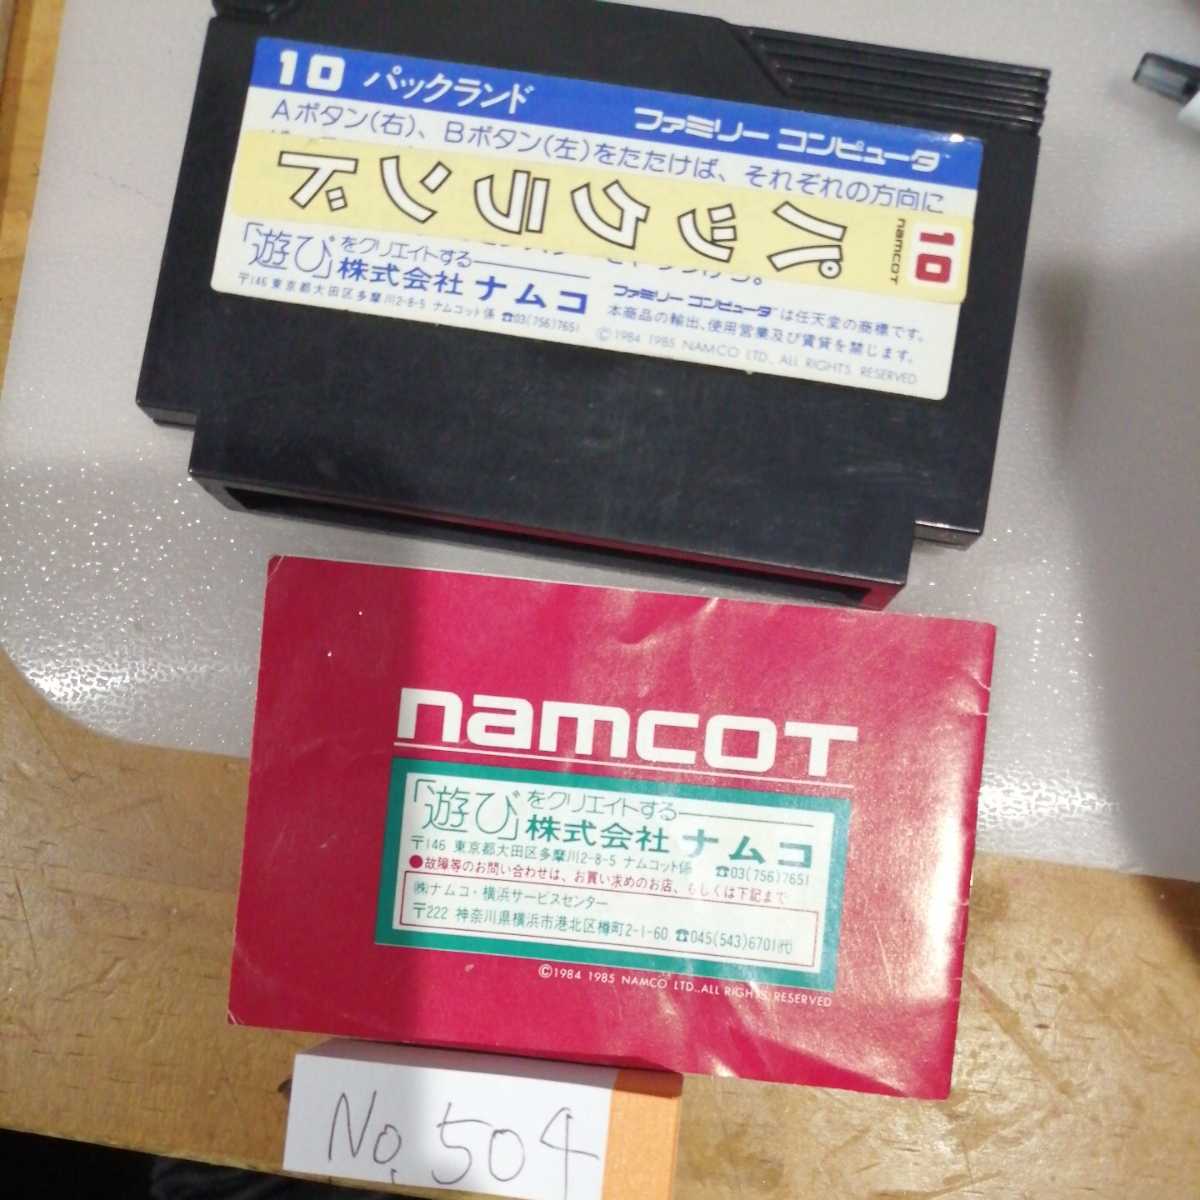 10 パックランド ファミリー コンピュータ™
Aボタン(右)、Bボタン(左)をたたけば、それぞれの方向に
パックランド
10
namcot
「遊び」をクリエイトする
株式会社 ナムコ
〒146 東京都大田区多摩川2-8-5 ナムコット係 ☎03(756)7651
ファミリー コンピュータ™は任天堂の商標です。
本商品の輸出、使用営業及び賃貸を禁じます。
©1984 1985 NAMCO LTD., ALL RIGHTS RESERVED
namcot
「遊び」をクリエイトする
株式会社 ナムコ
〒146 東京都大田区多摩川2-8-5 ナムコット係 ☎03(756)7651
●故障等のお問い合わせは、お買い求めのお店、もしくは下記まで
㈱ナムコ・横浜サービスセンター
〒222 神奈川県横浜市港北区樽町2-1-60 ☎045(543)6701㈹
©1984 1985 NAMCO LTD.,ALL RIGHTS RESERVED
No.504